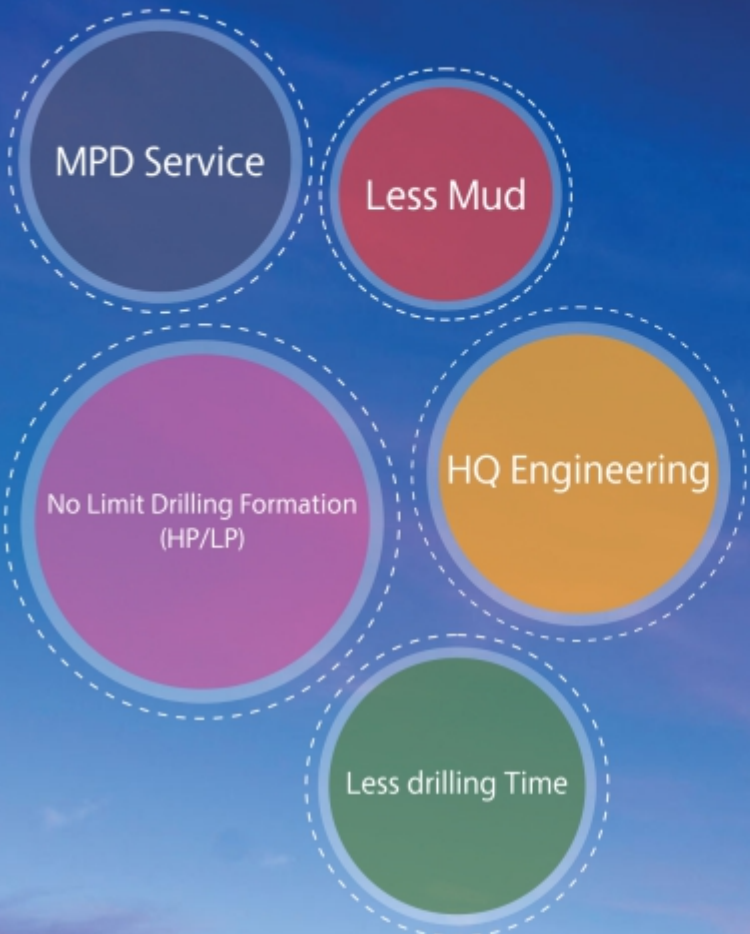 MPD Service
Less Mud
HQ Engineering
No Limit Drilling Formation
(HP/LP)
Less drilling Time